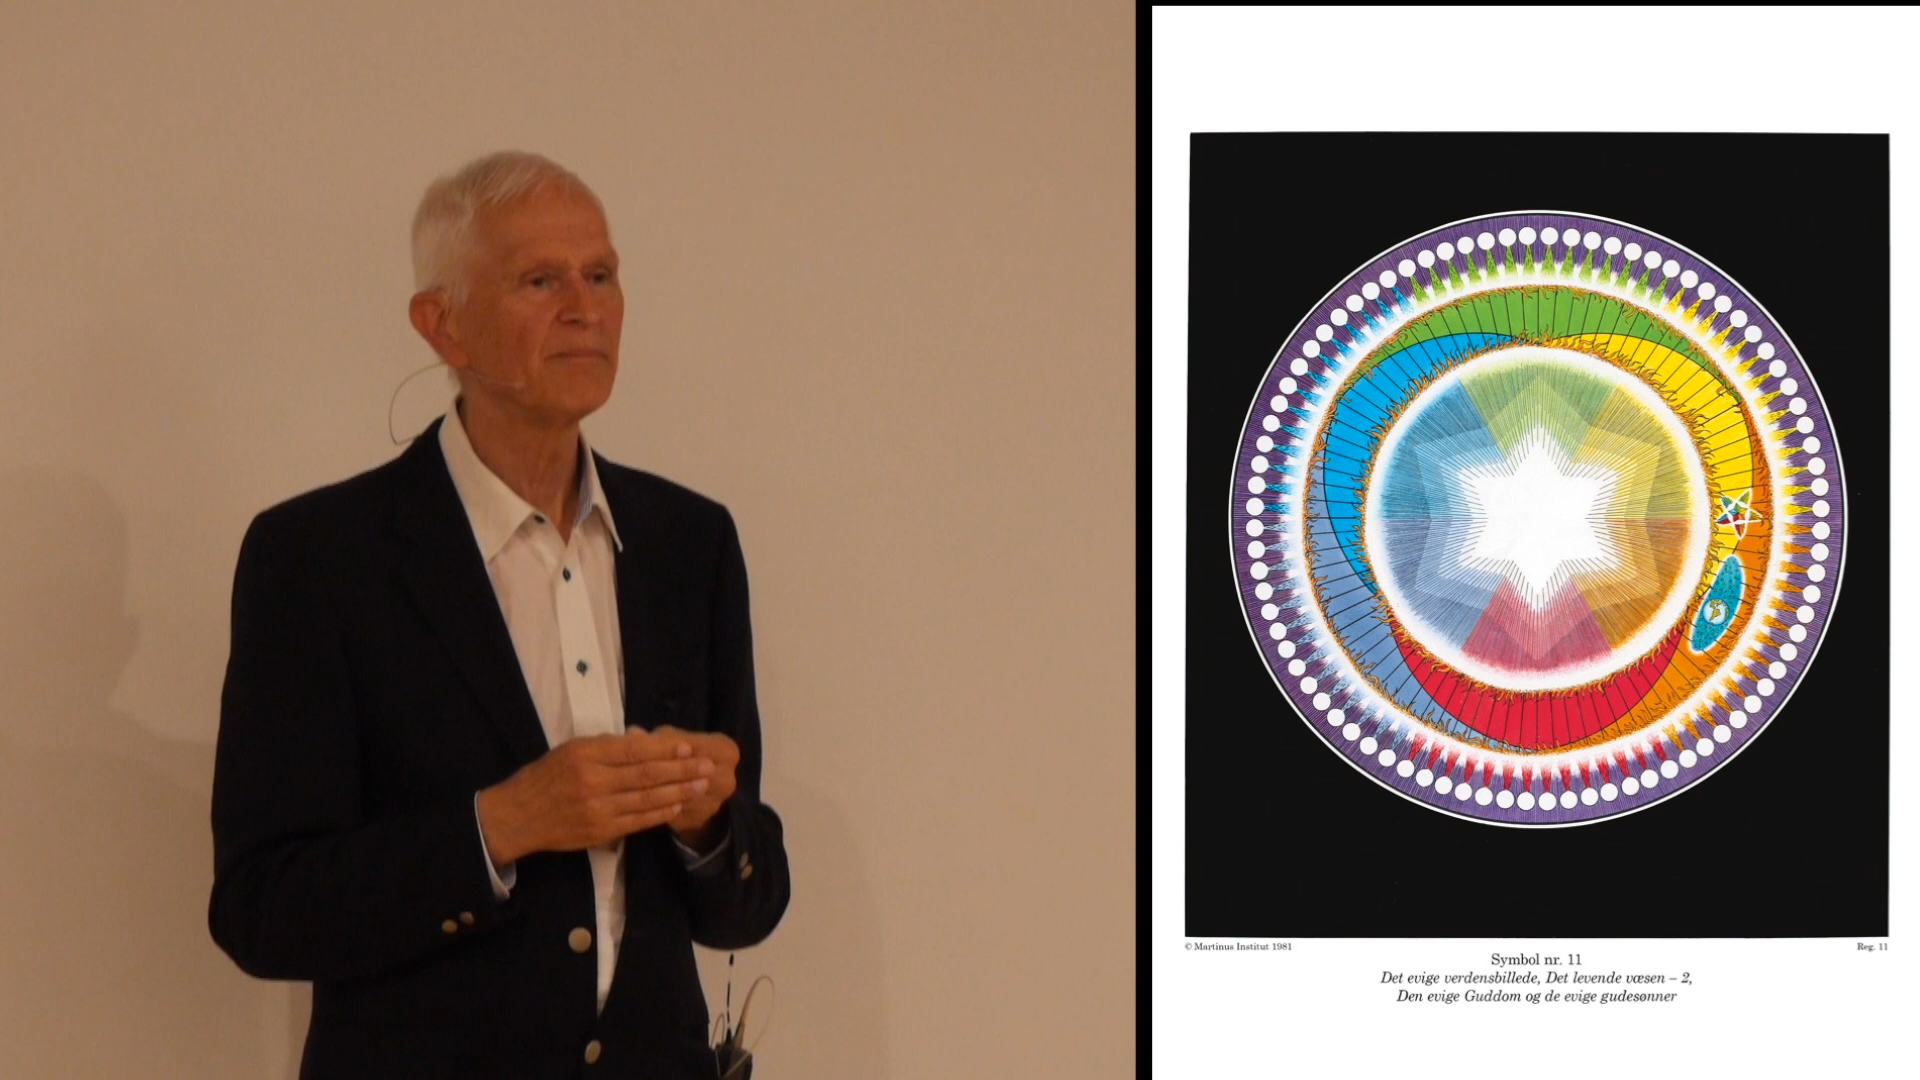 © Martinus Institut 1981
Reg. 11
Symbol nr. 11
Det evige verdensbillede, Det levende væsen – 2,
Den evige Guddom og de evige gudesønner